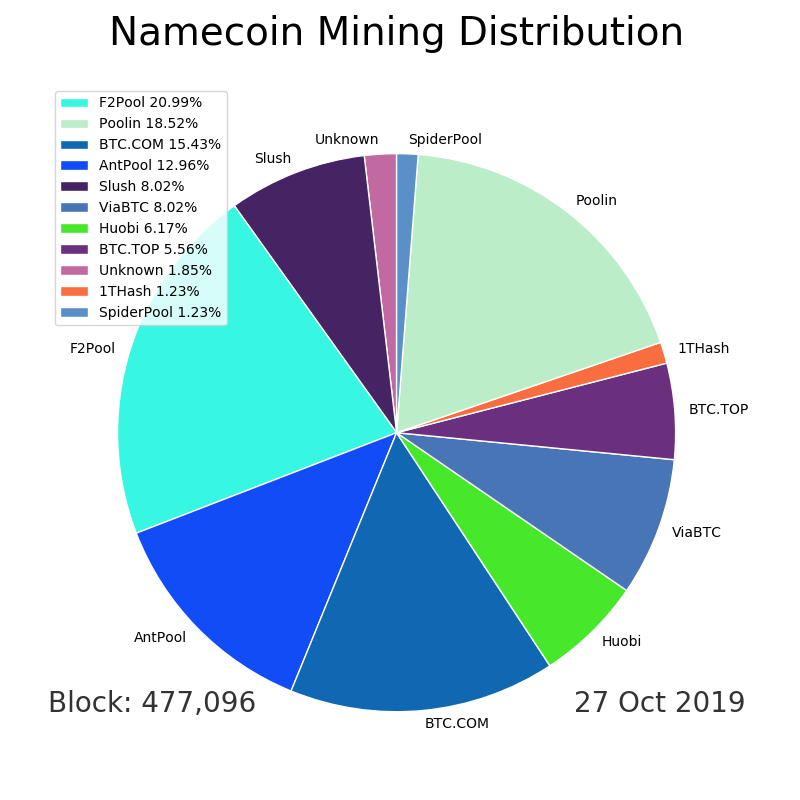 Namecoin Mining Distribution
F2Pool 20.99%
Poolin 18.52%
BTC.COM 15.43%
AntPool 12.96%
Slush 8.02%
ViaBTC 8.02%
Huobi 6.17%
BTC.TOP 5.56%
Unknown 1.85%
1THash 1.23%
SpiderPool 1.23%
Unknown
SpiderPool
Slush
Poolin
F2Pool
1THash
BTC.TOP
ViaBTC
AntPool
Huobi
BTC.COM
Block: 477,096
27 Oct 2019